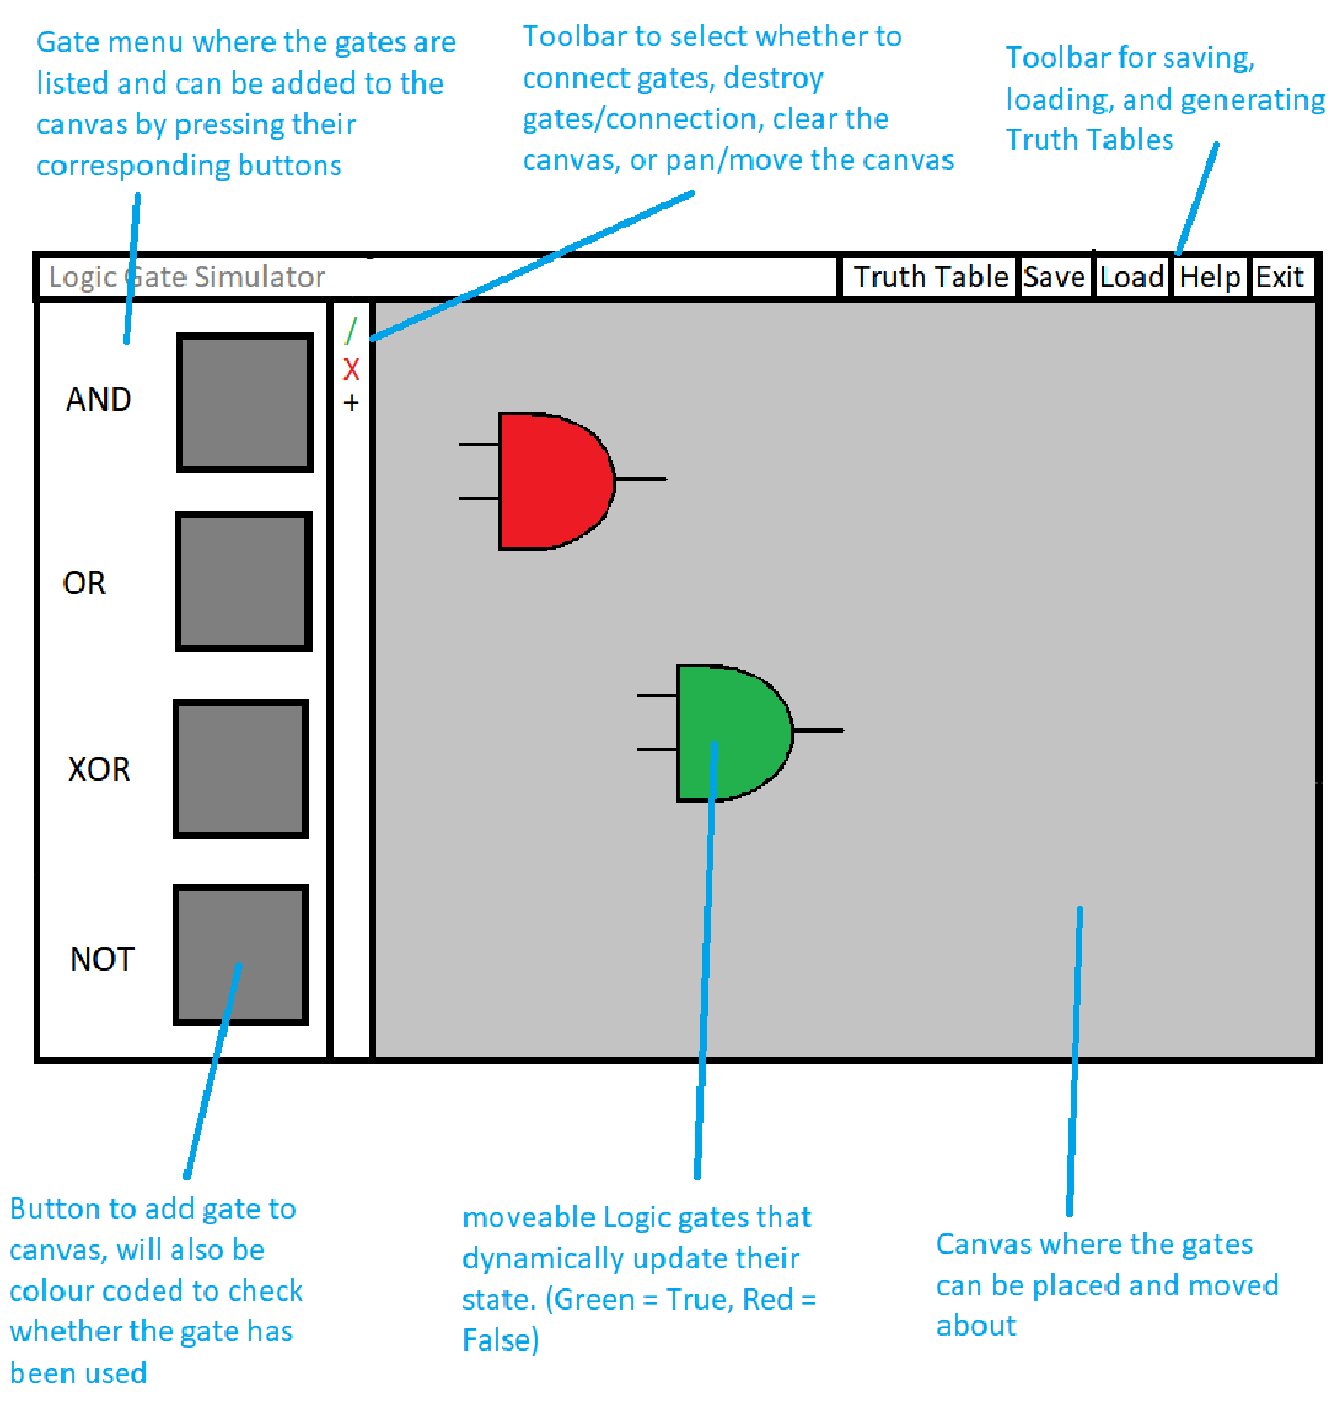 Gate menu where the gates are
listed and can be added to the
canvas by pressing their
corresponding buttons
Toolbar to select whether to
connect gates, destroy
gates/connection, clear the
canvas, or pan/move the canvas
Toolbar for saving,
loading, and generating
Truth Tables
Logic Gate Simulator
Truth Table
Save
Load
Help
Exit
/
X
+
AND
OR
XOR
NOT
Button to add gate to
canvas, will also be
colour coded to check
whether the gate has
been used
moveable Logic gates that
dynamically update their
state. (Green = True, Red =
False)
Canvas where the gates
can be placed and moved
about